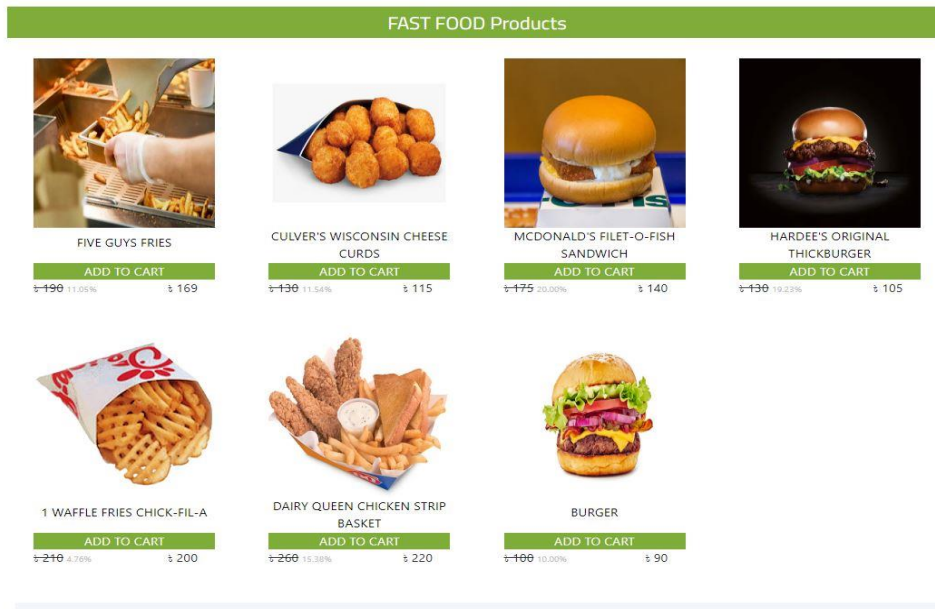 FAST FOOD Products
FIVE GUYS FRIES
ADD TO CART
৳ 190 11.05% ৳ 169
CULVER'S WISCONSIN CHEESE
CURDS
ADD TO CART
৳ 130 11.54% ৳ 115
MCDONALD'S FILET-O-FISH
SANDWICH
ADD TO CART
৳ 175 20.00% ৳ 140
HARDEE'S ORIGINAL
THICKBURGER
ADD TO CART
৳ 130 19.23% ৳ 105
1 WAFFLE FRIES CHICK-FIL-A
ADD TO CART
৳ 210 4.76% ৳ 200
DAIRY QUEEN CHICKEN STRIP
BASKET
ADD TO CART
৳ 260 15.38% ৳ 220
BURGER
ADD TO CART
৳ 100 10.00% ৳ 90